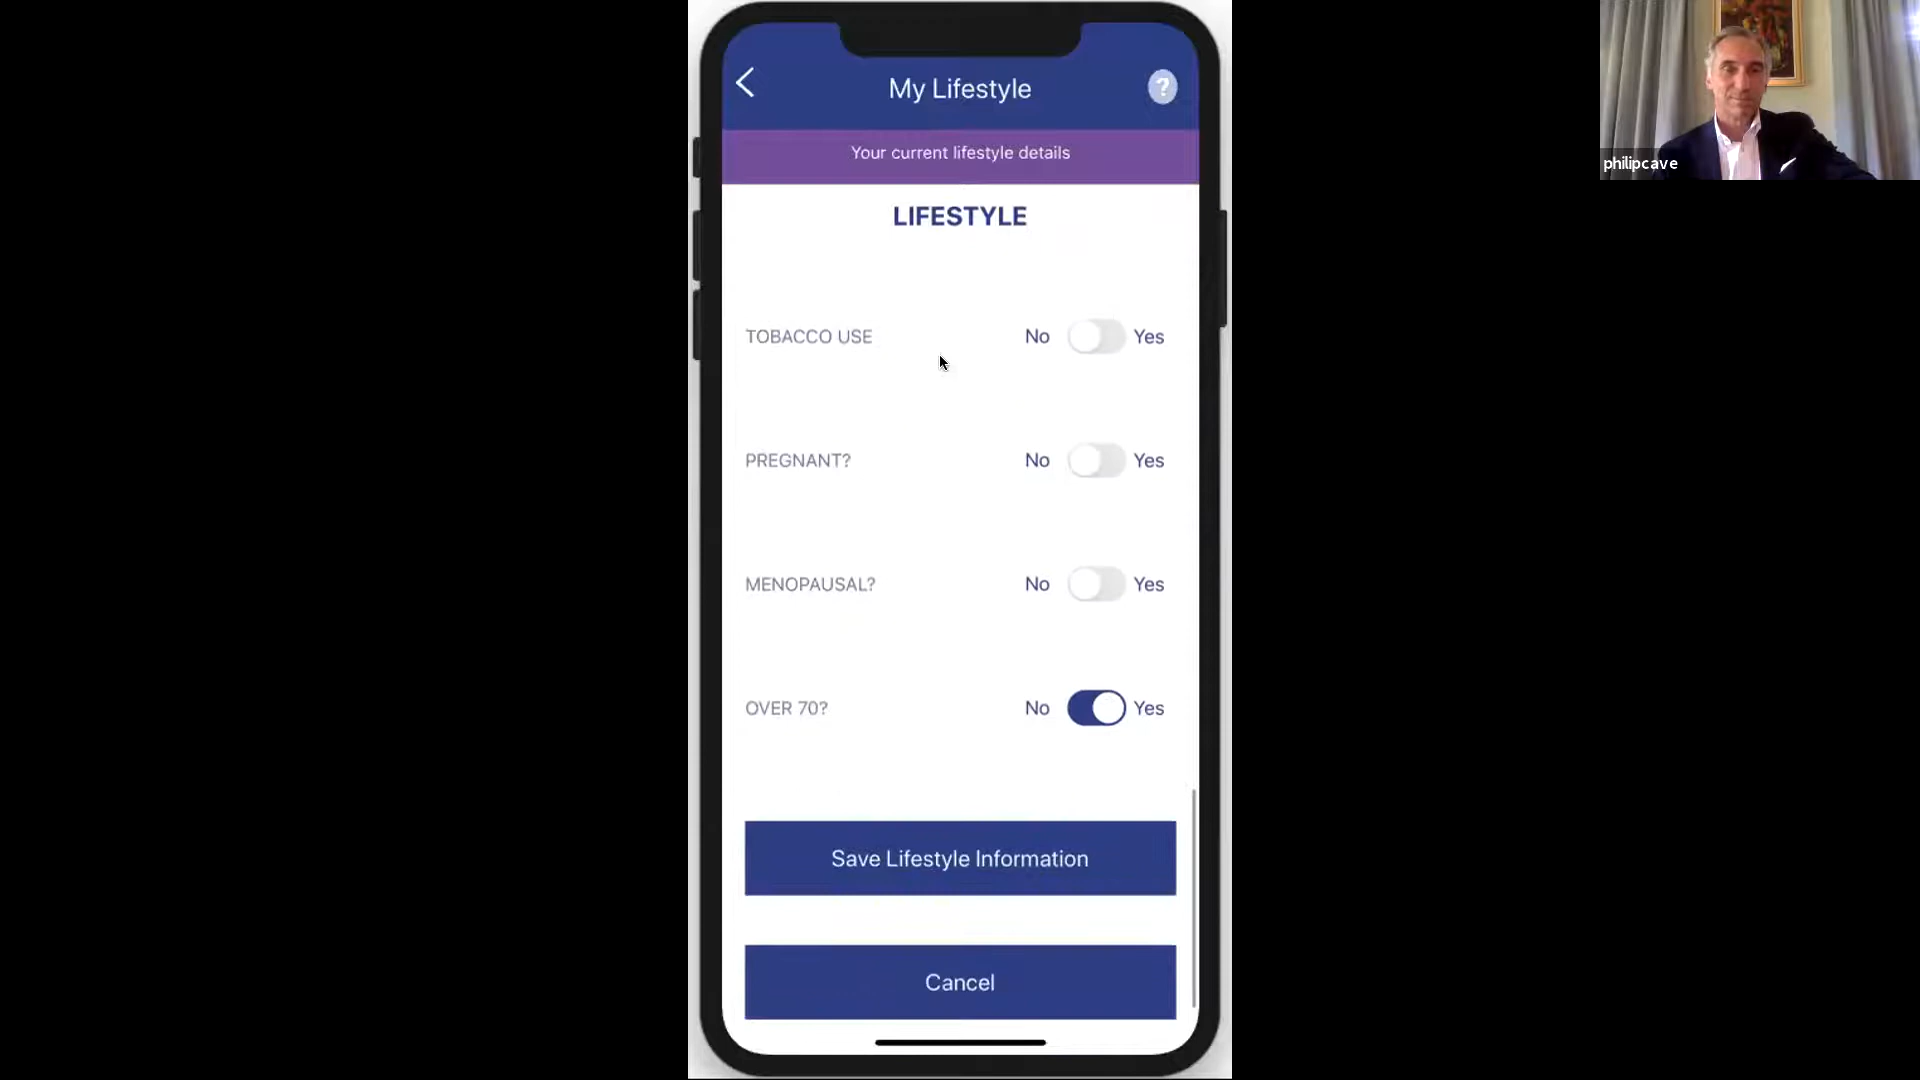 My Lifestyle
?
Your current lifestyle details
LIFESTYLE
TOBACCO USE No Yes
PREGNANT? No Yes
MENOPAUSAL? No Yes
OVER 70? No Yes
Save Lifestyle Information
Cancel
philipcave